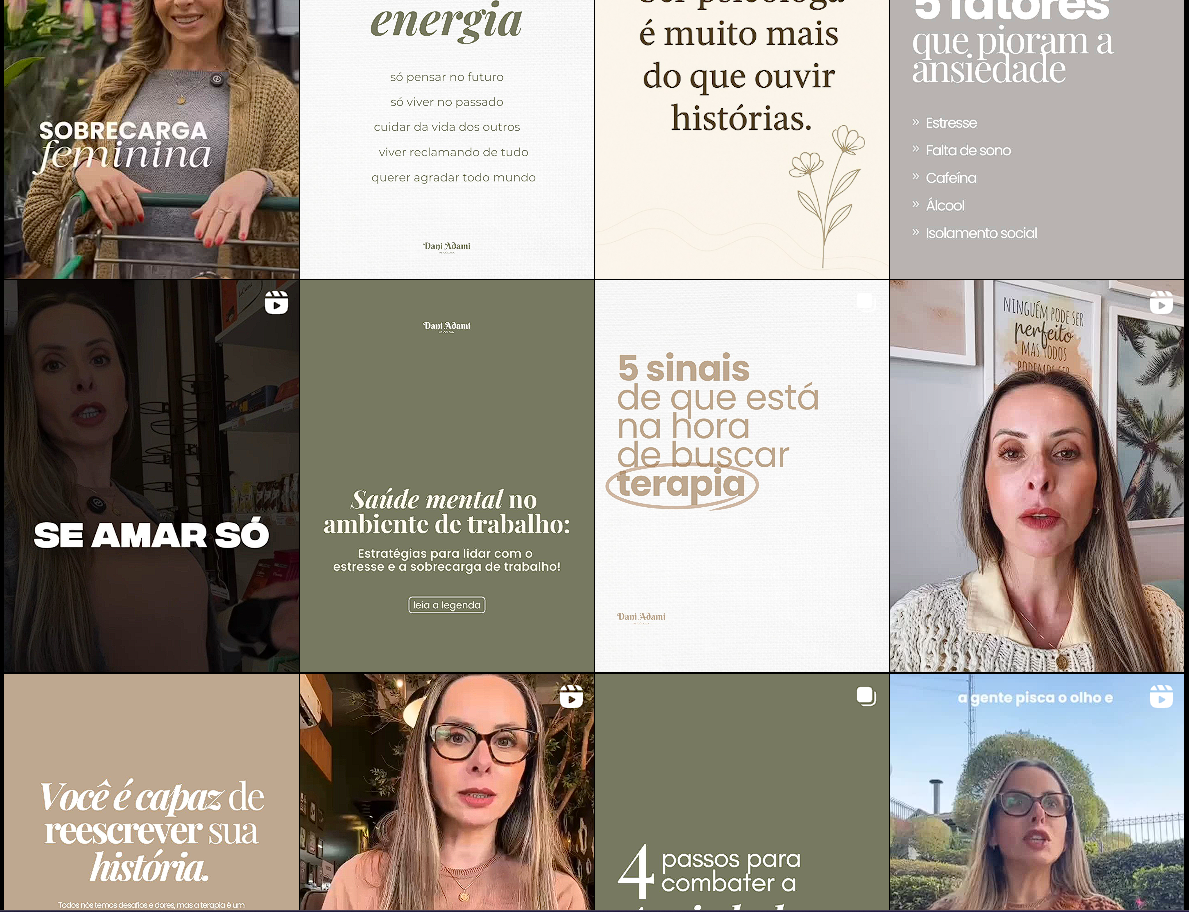 SOBRECARGA
feminina
energia
só pensar no futuro
só viver no passado
cuidar da vida dos outros
viver reclamando de tudo
querer agradar todo mundo
Dani Adami
Ser psicóloga
é muito mais
do que ouvir
histórias.
5 fatores
que pioram a
ansiedade
» Estresse
» Falta de sono
» Cafeína
» Álcool
» Isolamento social
SE AMAR SÓ
Dani Adami
Saúde mental no
ambiente de trabalho:
Estratégias para lidar com o
estresse e a sobrecarga de trabalho!
leia a legenda
5 sinais
de que está
na hora
de buscar
terapia
Dani Adami
NINGUÉM PODE SER
perfeito
MAS TODOS
PODEMOS SER
Você é capaz de
reescrever sua
história.
Todos nós temos desafios e dores, mas a terapia é um
4 passos para
combater a
a gente pisca o olho e